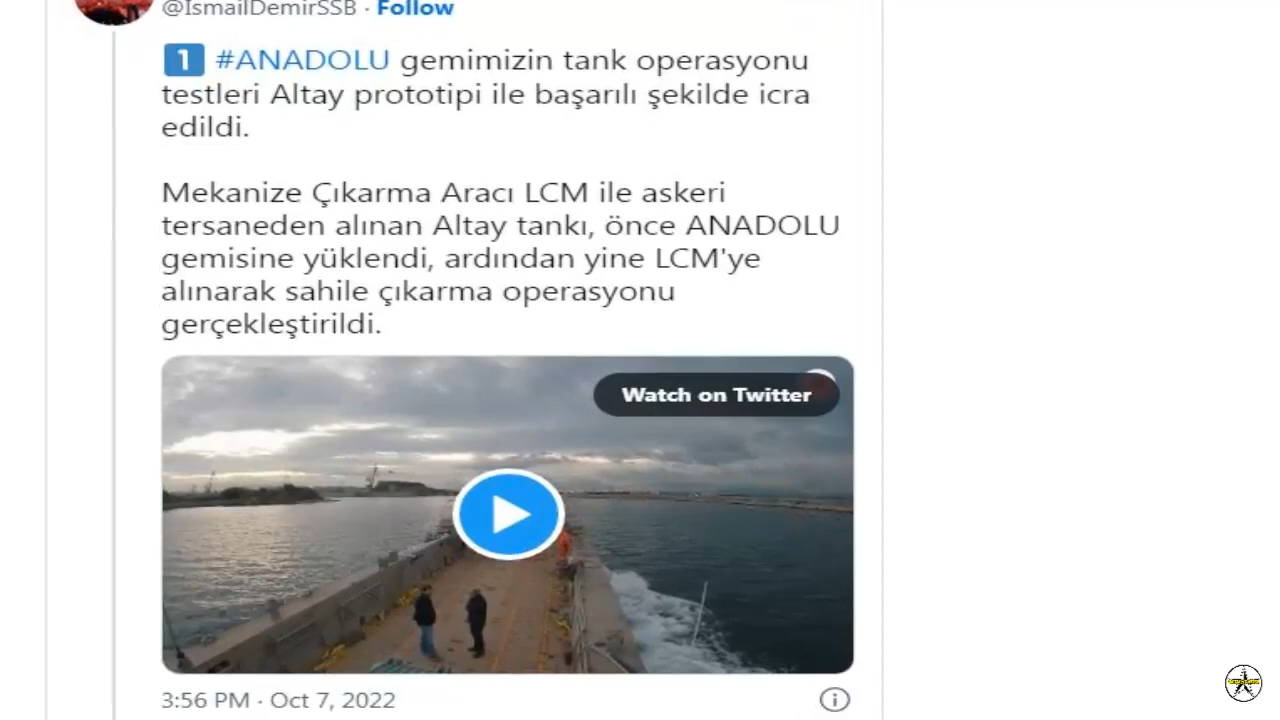 @IsmailDemirSSB · Follow
1 #ANADOLU gemimizin tank operasyonu
testleri Altay prototipi ile başarılı şekilde icra
edildi.
Mekanize Çıkarma Aracı LCM ile askeri
tersaneden alınan Altay tankı, önce ANADOLU
gemisine yüklendi, ardından yine LCM'ye
alınarak sahile çıkarma operasyonu
gerçekleştirildi.
Watch on Twitter
3:56 PM · Oct 7, 2022